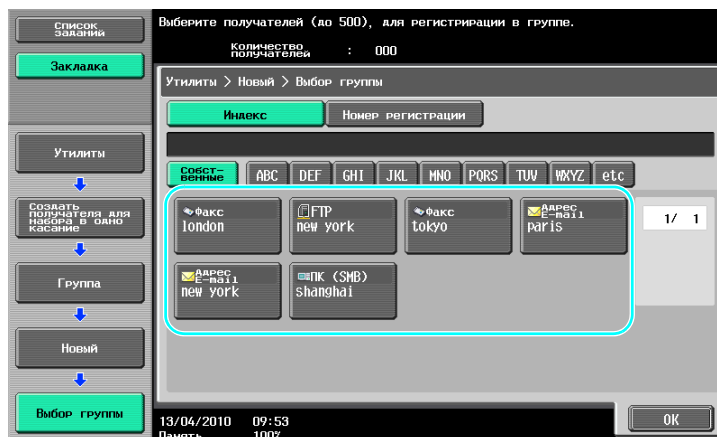 Список
заданий
Закладка
Утилиты
Создать
получателя для
набора в одно
касание
Группа
Новый
Выбор группы
Выберите получателей (до 500), для регистрирации в группе.
Количество
получателей : 000
Утилиты > Новый > Выбор группы
Индекс Номер регистрации
Собст-
венные ABC DEF GHI JKL MNO PQRS TUV WXYZ etc
Факс
london
FTP
new york
Факс
tokyo
Адрес
E-mail
paris
1/ 1
Адрес
E-mail
new york
ПК (SMB)
shanghai
13/04/2010 09:53
Память 100%
OK